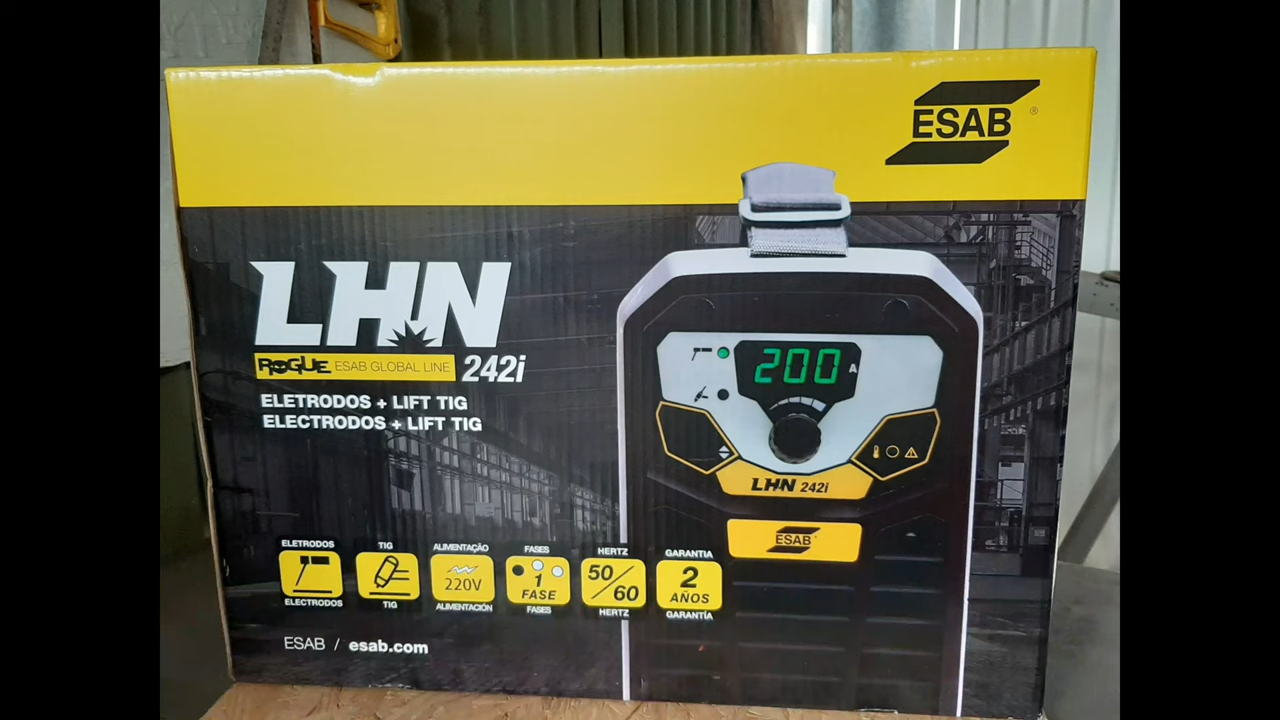 ESAB ®
LHN
ROGUE ESAB GLOBAL LINE 242i
ELETRODOS + LIFT TIG
ELECTRODOS + LIFT TIG
200 A
LHN 242i
ESAB
ELETRODOS
ELECTRODOS
TIG
TIG
ALIMENTAÇÃO
220V
ALIMENTACIÓN
FASES
1
FASE
FASES
HERTZ
50/60
HERTZ
GARANTIA
2
AÑOS
GARANTÍA
ESAB / esab.com